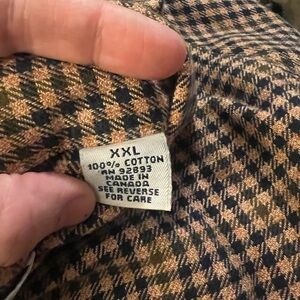 XXL
100% COTTON
RN 92893
MADE IN
CANADA
SEE REVERSE
FOR CARE